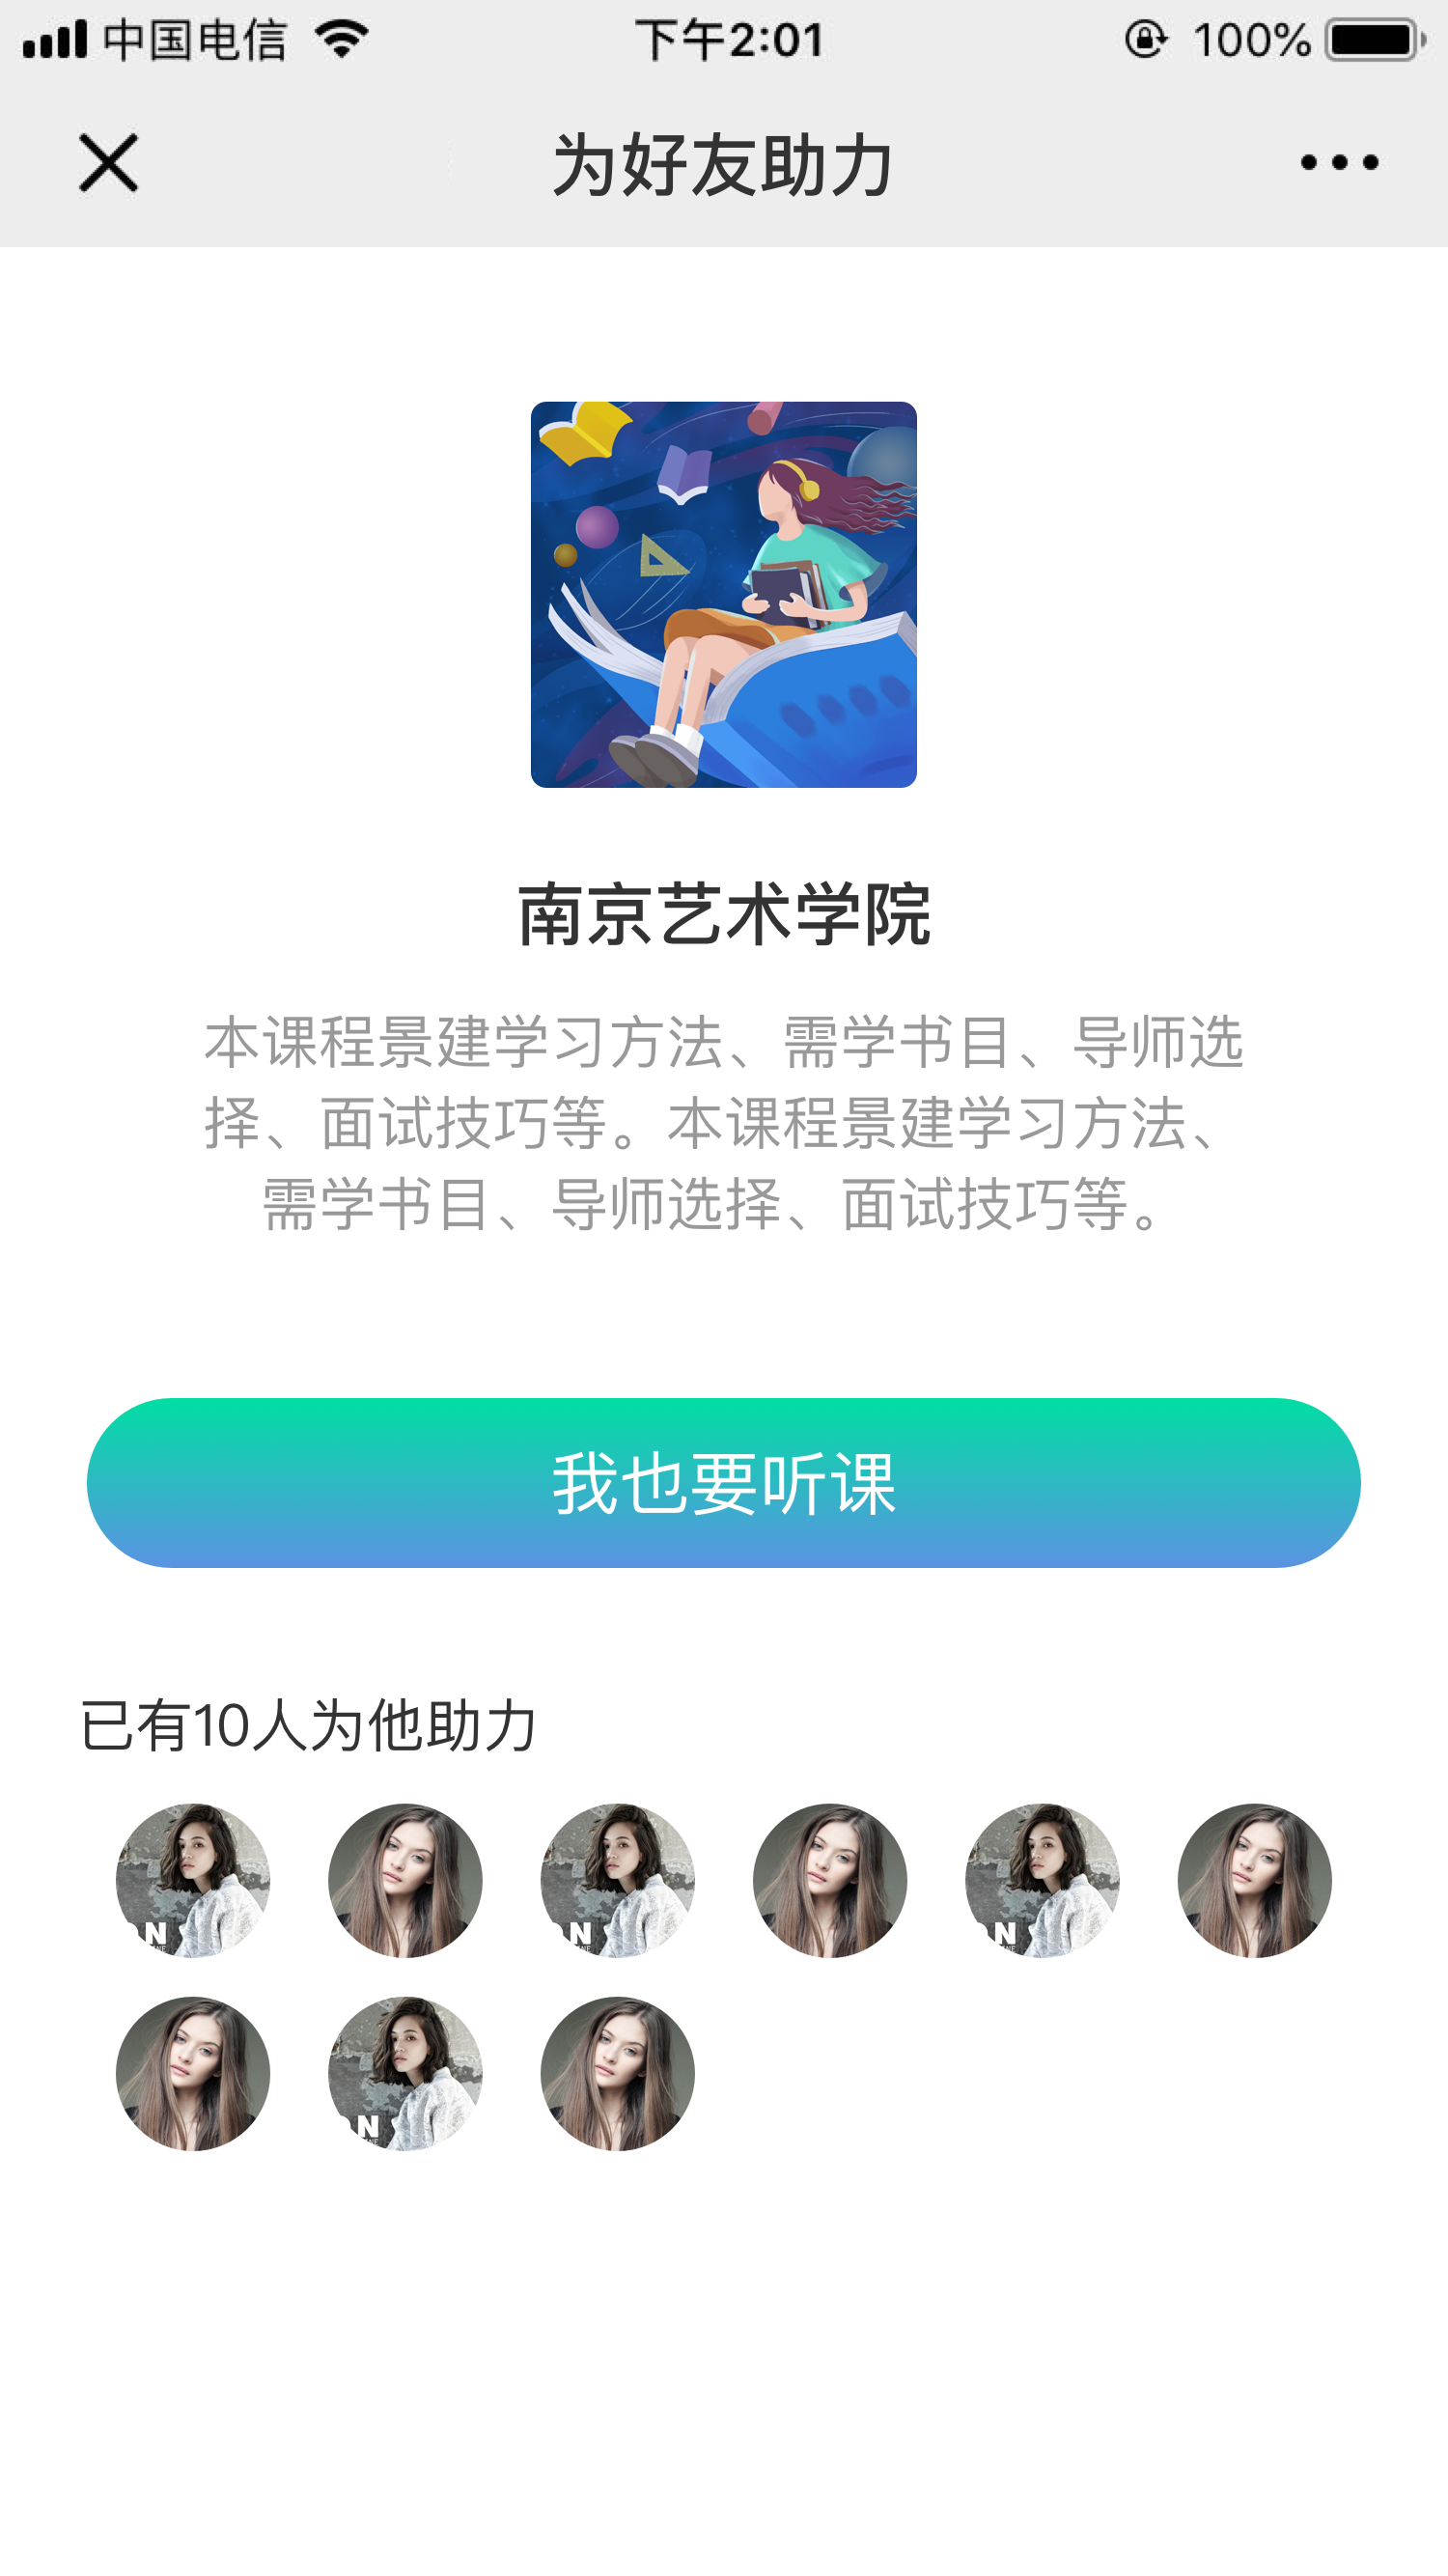 中国电信
下午2:01
100%
为好友助力
南京艺术学院
本课程景建学习方法、需学书目、导师选
择、面试技巧等。本课程景建学习方法、
需学书目、导师选择、面试技巧等。
我也要听课
已有10人为他助力